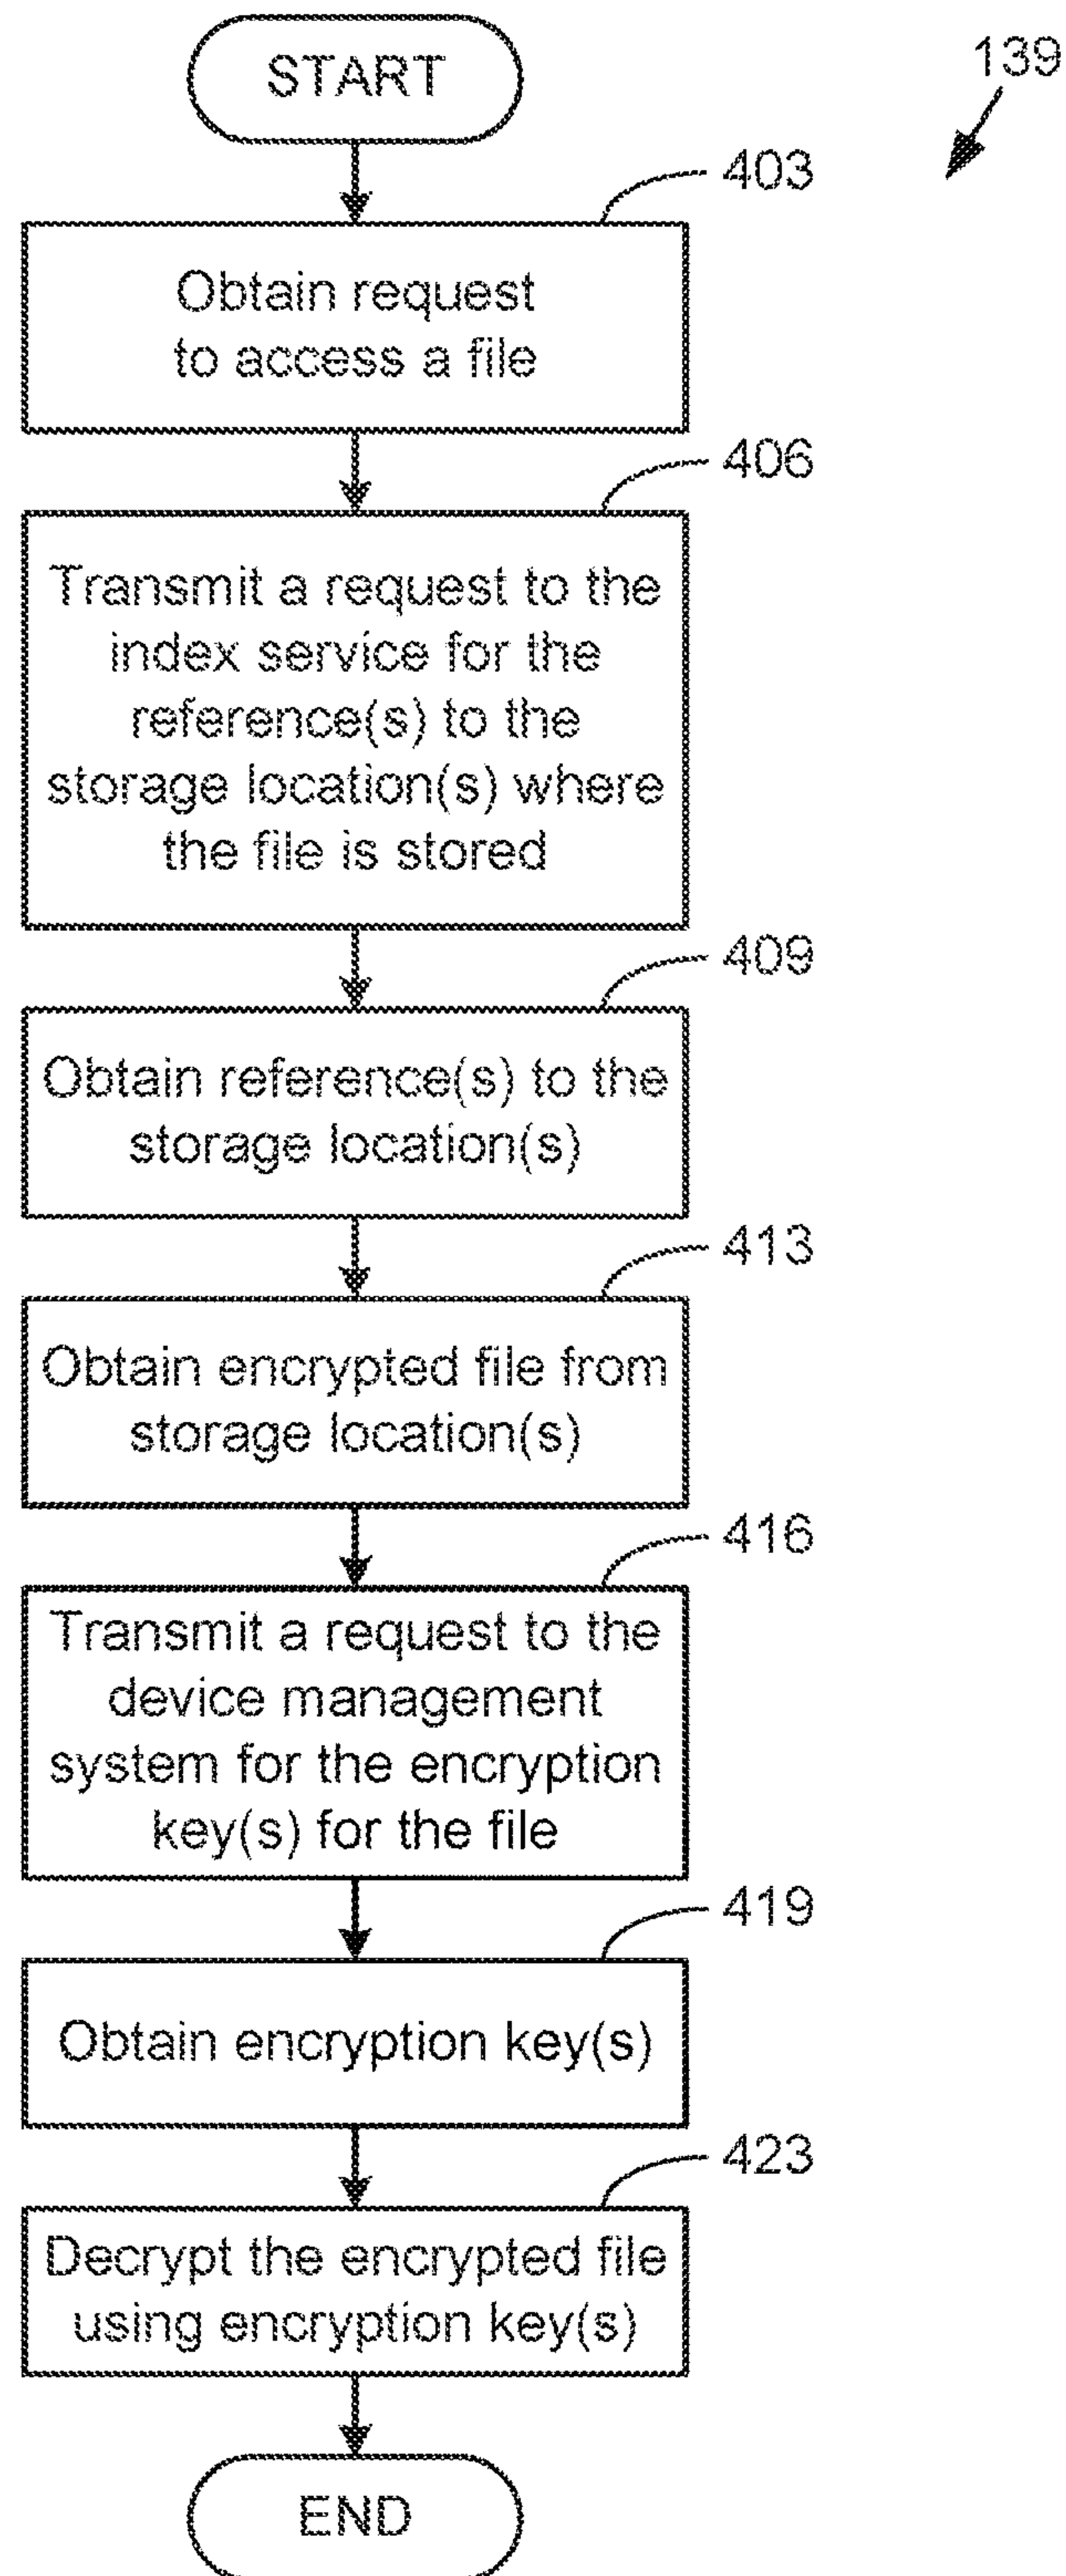 START
139
403
Obtain request
to access a file
406
Transmit a request to the
index service for the
reference(s) to the
storage location(s) where
the file is stored
409
Obtain reference(s) to the
storage location(s)
413
Obtain encrypted file from
storage location(s)
416
Transmit a request to the
device management
system for the encryption
key(s) for the file
419
Obtain encryption key(s)
423
Decrypt the encrypted file
using encryption key(s)
END